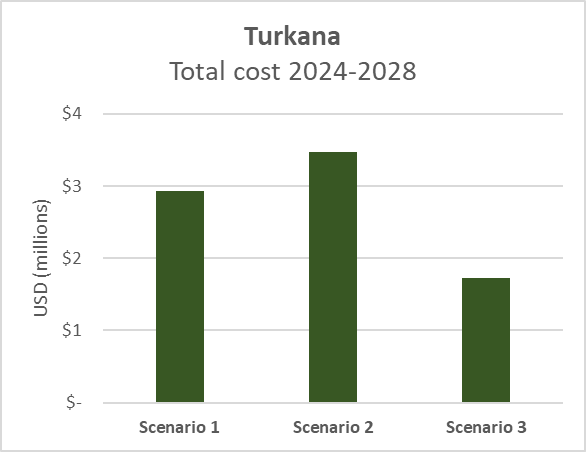 Turkana
Total cost 2024-2028
USD (millions)
$4
$3
$2
$1
$-
Scenario 1
Scenario 2
Scenario 3